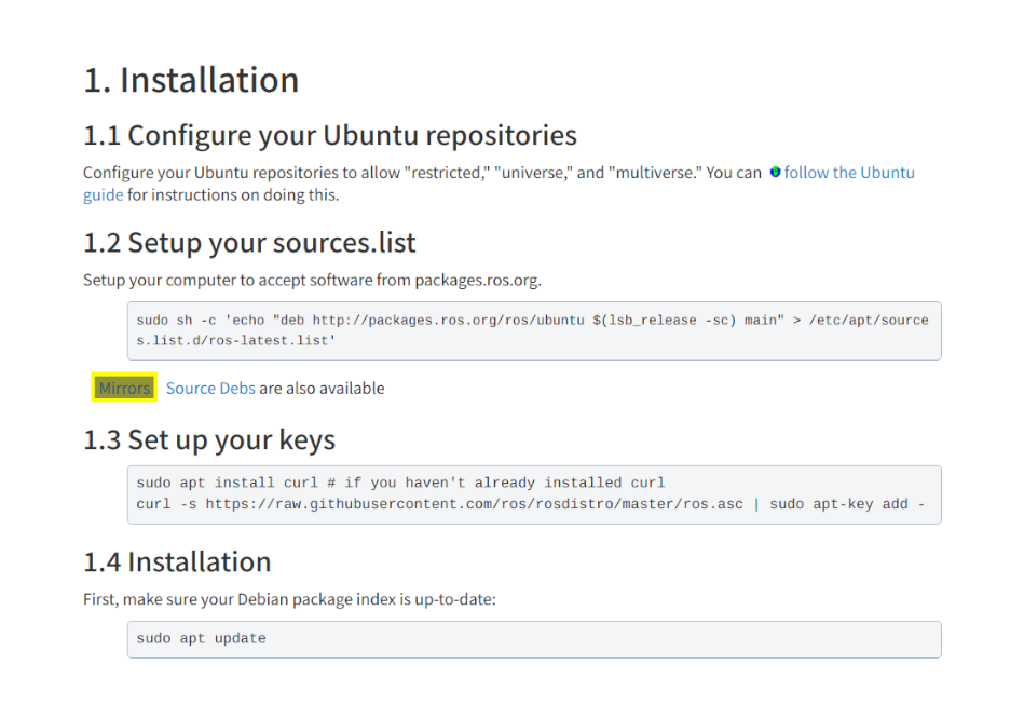 1. Installation
1.1 Configure your Ubuntu repositories
Configure your Ubuntu repositories to allow "restricted," "universe," and "multiverse." You can follow the Ubuntu
guide for instructions on doing this.
1.2 Setup your sources.list
Setup your computer to accept software from packages.ros.org.
sudo sh -c 'echo "deb http://packages.ros.org/ros/ubuntu $(lsb_release -sc) main" > /etc/apt/source
s.list.d/ros-latest.list'
Mirrors Source Debs are also available
1.3 Set up your keys
sudo apt install curl # if you haven't already installed curl
curl -s https://raw.githubusercontent.com/ros/rosdistro/master/ros.asc | sudo apt-key add -
1.4 Installation
First, make sure your Debian package index is up-to-date:
sudo apt update